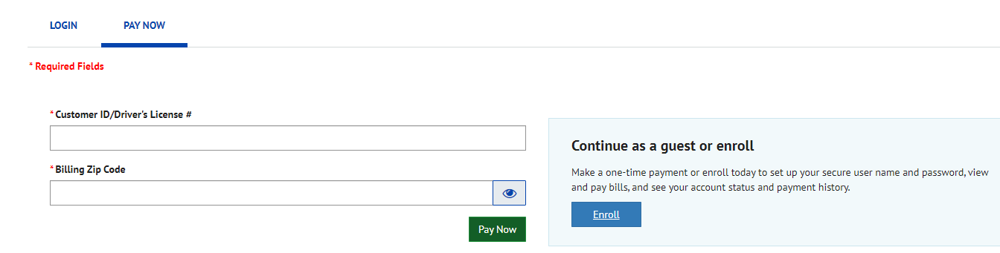 LOGIN PAY NOW
* Required Fields
* Customer ID/Driver's License #
* Billing Zip Code
Pay Now
Continue as a guest or enroll
Make a one-time payment or enroll today to set up your secure user name and password, view
and pay bills, and see your account status and payment history.
Enroll